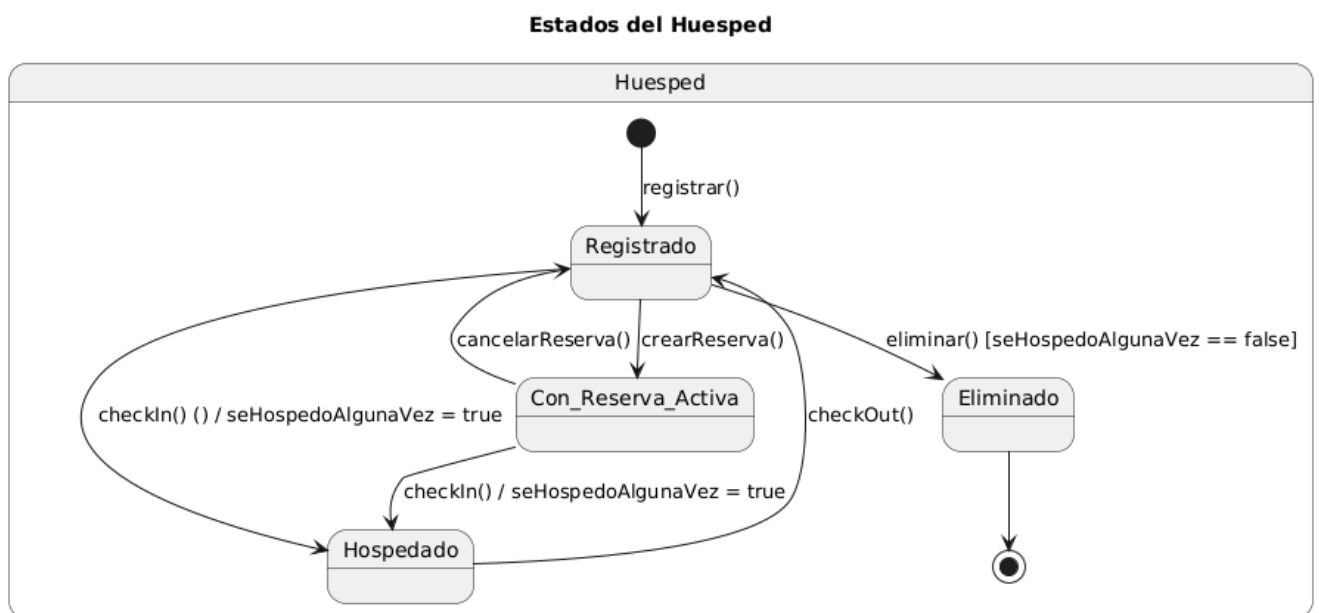 Estados del Huesped
Huesped
registrar()
Registrado
cancelarReserva()
crearReserva()
eliminar() [seHospedoAlgunaVez == false]
Con_Reserva_Activa
Eliminado
checkIn() () / seHospedoAlgunaVez = true
checkOut()
checkIn() / seHospedoAlgunaVez = true
Hospedado